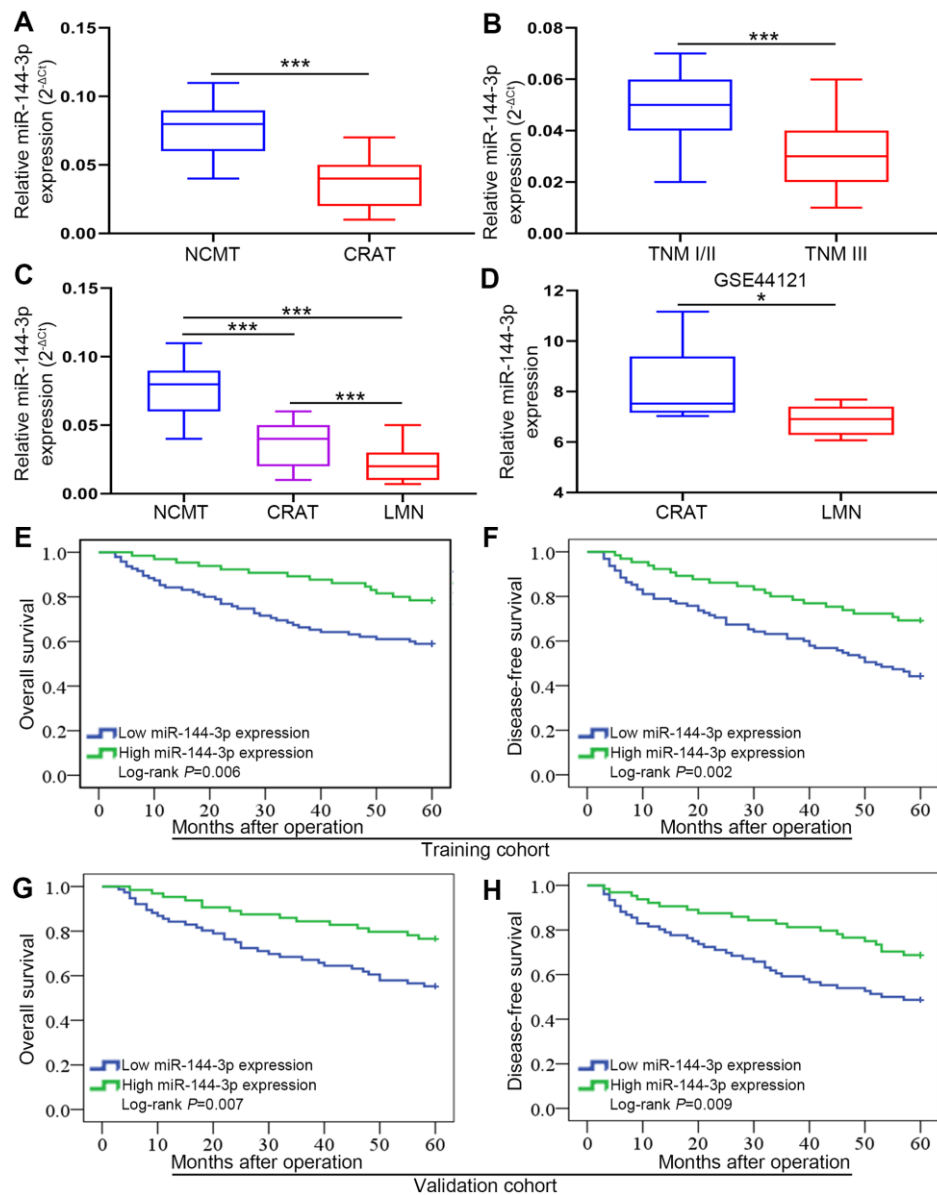 A
Relative miR-144-3p
expression (2-ΔCt)
0.15
0.10
0.05
0.00
***
NCMT
CRAT
B
Relative miR-144-3p
expression (2-ΔCt)
0.08
0.06
0.04
0.02
0.00
***
TNM I/II
TNM III
C
Relative miR-144-3p
expression (2-ΔCt)
0.15
0.10
0.05
0.00
***
***
***
NCMT
CRAT
LMN
D
GSE44121
Relative miR-144-3p
expression
12
10
8
6
4
*
CRAT
LMN
E
Overall survival
1.0
0.8
0.6
0.4
0.2
0.0
Low miR-144-3p expression
High miR-144-3p expression
Log-rank P=0.006
0 10 20 30 40 50 60
Months after operation
F
Disease-free survival
1.0
0.8
0.6
0.4
0.2
0.0
Low miR-144-3p expression
High miR-144-3p expression
Log-rank P=0.002
0 10 20 30 40 50 60
Months after operation
Training cohort
G
Overall survival
1.0
0.8
0.6
0.4
0.2
0.0
Low miR-144-3p expression
High miR-144-3p expression
Log-rank P=0.007
0 10 20 30 40 50 60
Months after operation
H
Disease-free survival
1.0
0.8
0.6
0.4
0.2
0.0
Low miR-144-3p expression
High miR-144-3p expression
Log-rank P=0.009
0 10 20 30 40 50 60
Months after operation
Validation cohort